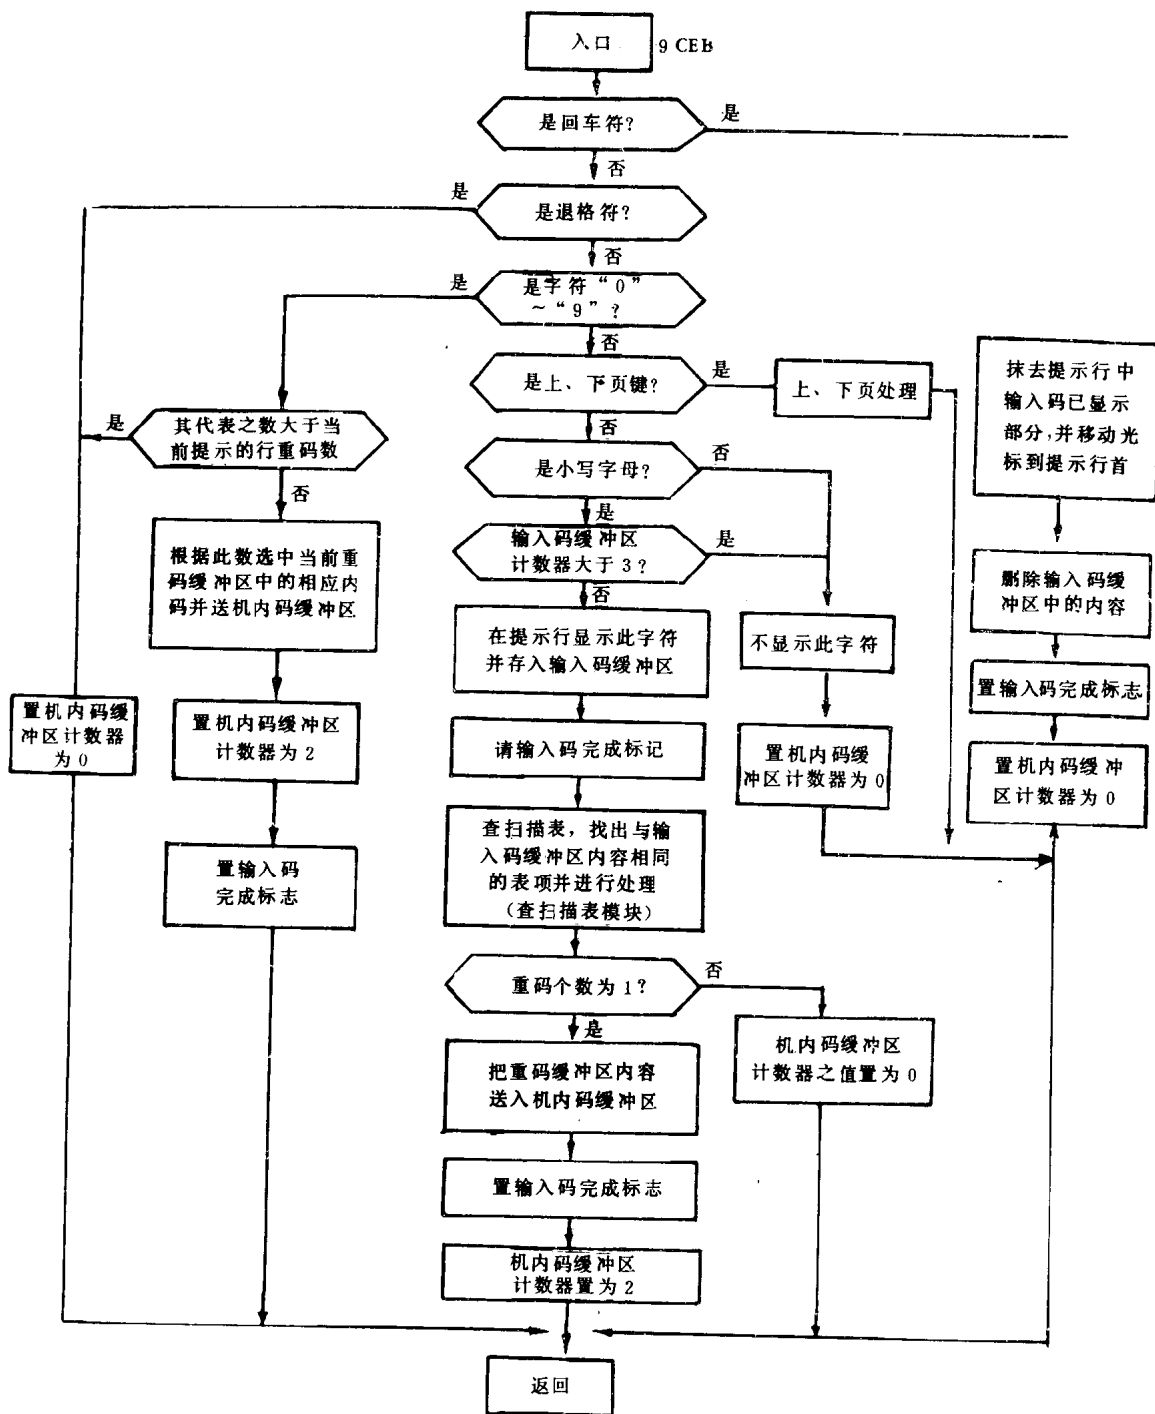 入口
9 CEB
是回车符?
是
否
是
是退格符?
否
是
是字符“0”
~“9”?
否
是上、下页键?
是
上、下页处理
抹去提示行中
输入码已显示
部分,并移动光
标到提示行首
否
是
其代表之数大于当
前提示的行重码数
是小写字母?
否
否
是
根据此数选中当前重
码缓冲区中的相应内
码并送机内码缓冲区
输入码缓冲区
计数器大于3?
是
删除输入码缓
冲区中的内容
否
在提示行显示此字符
并存入输入码缓冲区
不显示此字符
置输入码完成标志
置机内码缓
冲区计数器
为0
置机内码缓冲区
计数器为2
请输入码完成标记
置机内码缓
冲区计数器为0
置机内码缓冲
区计数器为0
查扫描表,找出与输
入码缓冲区内容相同
的表项并进行处理
(查扫描表模块)
置输入码
完成标志
重码个数为1?
否
是
把重码缓冲区内容
送入机内码缓冲区
机内码缓冲区
计数器之值置为0
置输入码完成标志
机内码缓冲区
计数器置为2
返回